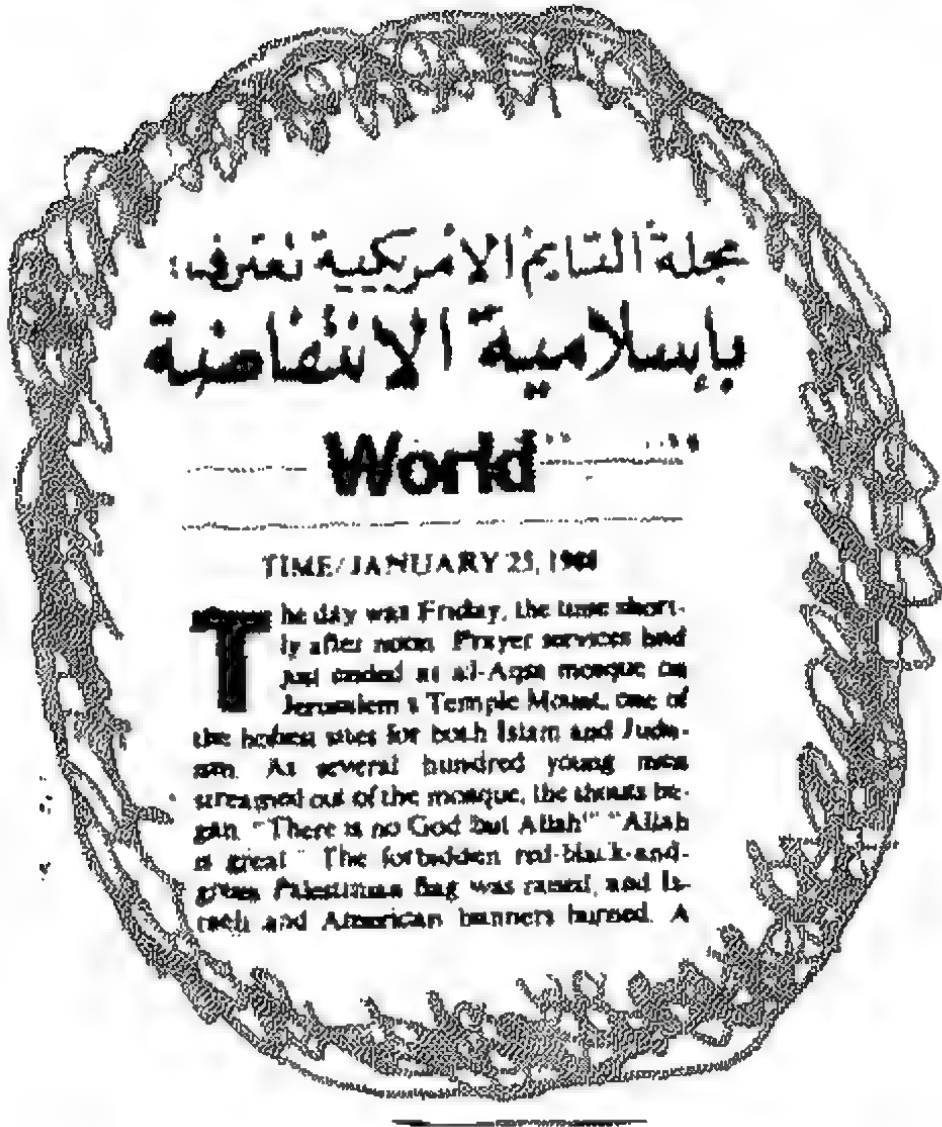 مجلة التايم الامريكية تعترف:
بإسلامية الانتفاضة
World
TIME/JANUARY 25, 1988
The day was Friday, the time short-
ly after noon. Prayer services had
just ended at al-Aqsa mosque on
Jerusalem's Temple Mount, one of
the holiest sites for both Islam and Juda-
ism. As several hundred young men
streamed out of the mosque, the shouts be-
gan. "There is no God but Allah!" "Allah
is great." The forbidden red-black-and-
green Palestinian flag was raised, and Is-
raeli and American banners burned. A